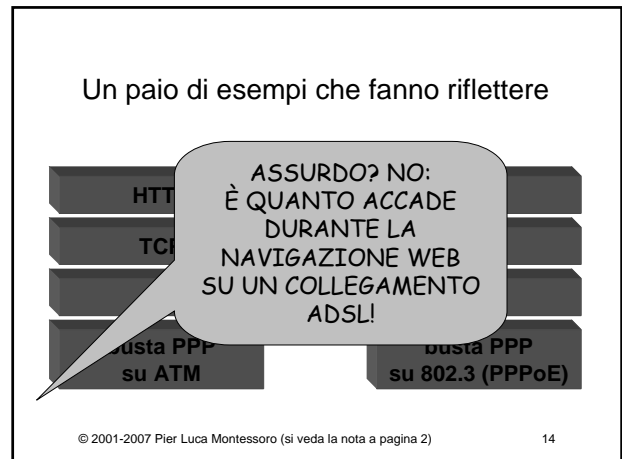 Un paio di esempi che fanno riflettere
ASSURDO? NO:
È QUANTO ACCADE
DURANTE LA
NAVIGAZIONE WEB
SU UN COLLEGAMENTO
ADSL!
HTT
TCP
busta PPP
su ATM
busta PPP
su 802.3 (PPPoE)
© 2001-2007 Pier Luca Montessoro (si veda la nota a pagina 2)
14